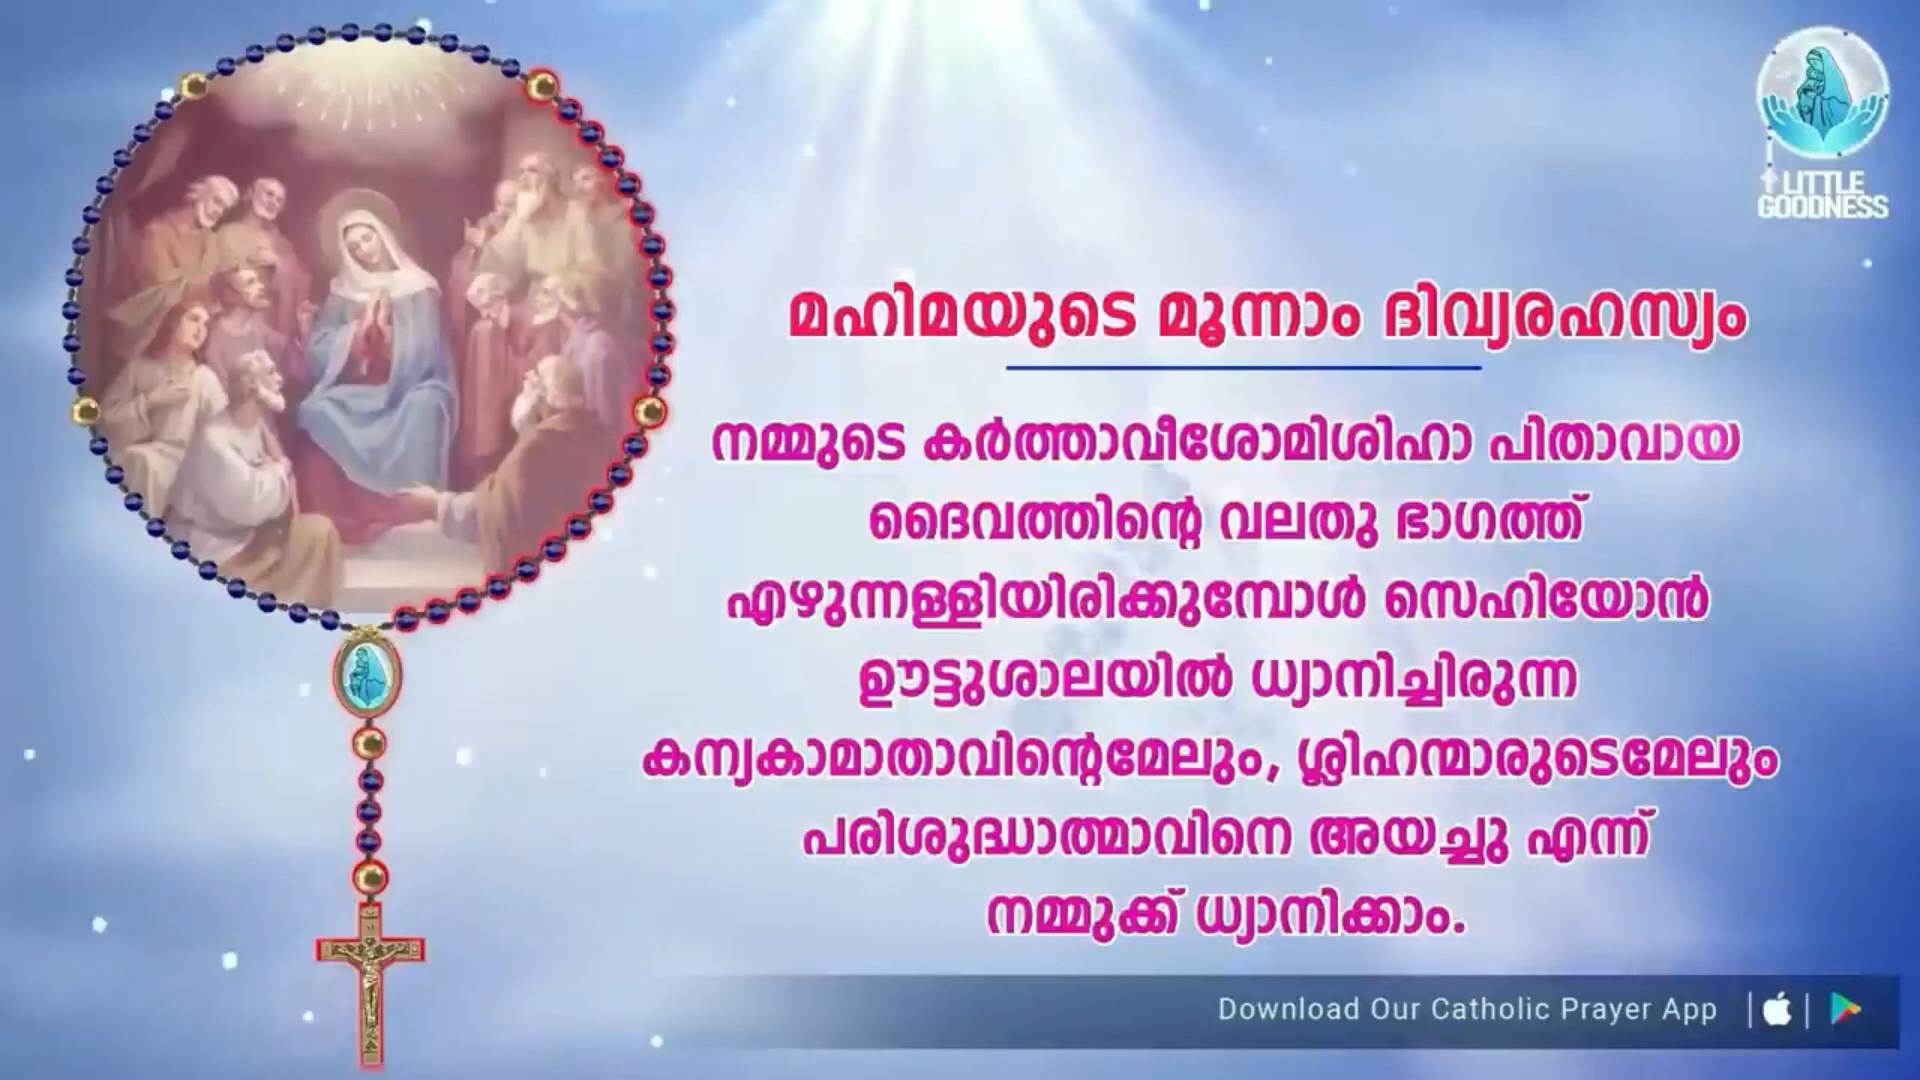 LITTLE
GOODNESS
മഹിമയുടെ മൂന്നാം ദിവ്യരഹസ്യം
നമ്മുടെ കർത്താവീശോമിശിഹാ പിതാവായ
ദൈവത്തിന്റെ വലതു ഭാഗത്ത്
എഴുന്നള്ളിയിരിക്കുമ്പോൾ സെഹിയോൻ
ഊട്ടുശാലയിൽ ധ്യാനിച്ചിരുന്ന
കന്യകാമാതാവിന്റെമേലും, ശ്ലിഹന്മാരുടെമേലും
പരിശുദ്ധാത്മാവിനെ അയച്ചു എന്ന്
നമ്മുക്ക് ധ്യാനിക്കാം.
Download Our Catholic Prayer App